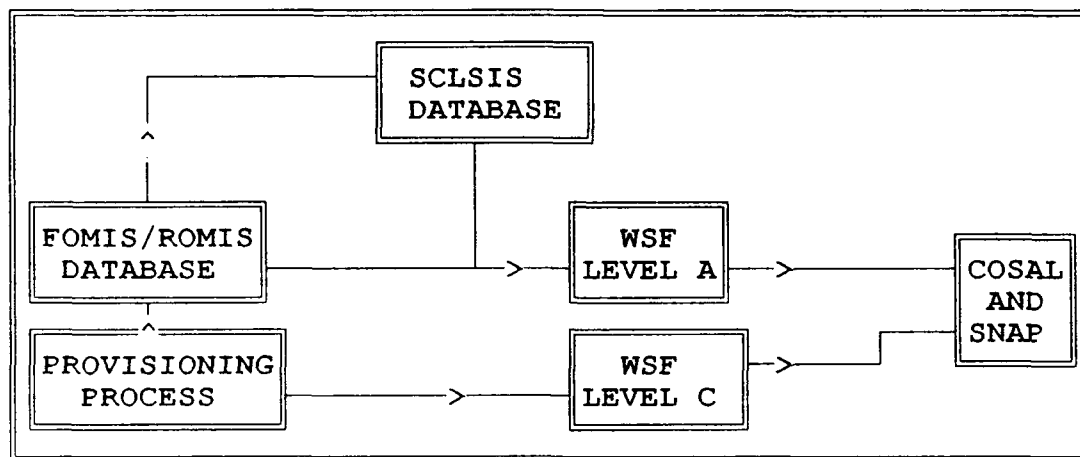 SCLSIS
DATABASE
FOMIS/ROMIS
DATABASE
WSF
LEVEL A
COSAL
AND
SNAP
PROVISIONING
PROCESS
WSF
LEVEL C